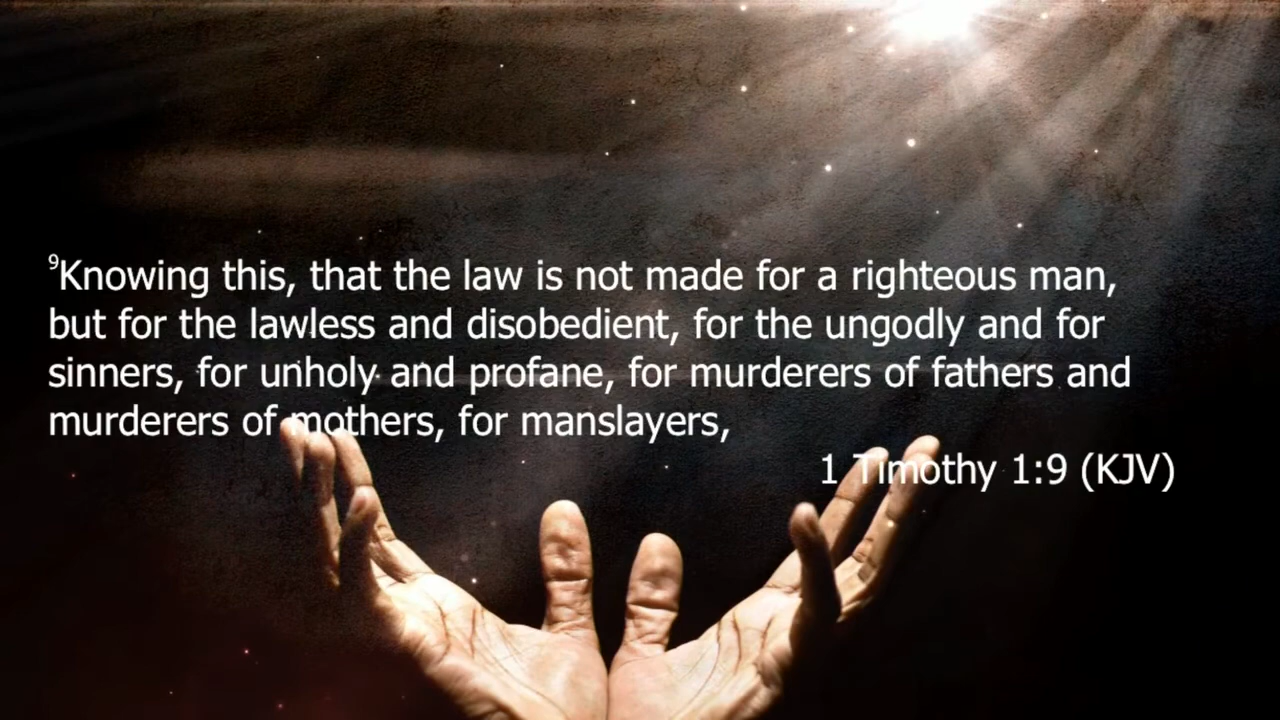 ⁹Knowing this, that the law is not made for a righteous man,
but for the lawless and disobedient, for the ungodly and for
sinners, for unholy and profane, for murderers of fathers and
murderers of mothers, for manslayers,
1 Timothy 1:9 (KJV)